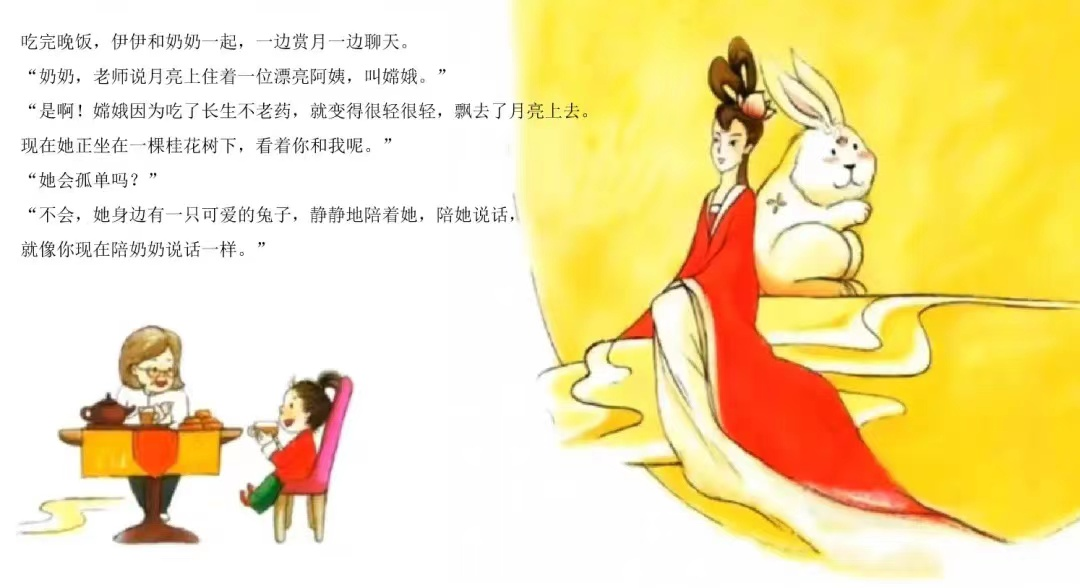 吃完晚饭，伊伊和奶奶一起，一边赏月一边聊天。
“奶奶，老师说月亮上住着一位漂亮阿姨，叫嫦娥。”
“是啊！嫦娥因为吃了长生不老药，就变得很轻很轻，飘去了月亮上去。
现在她正坐在一棵桂花树下，看着你和我呢。”
“她会孤单吗？”
“不会，她身边有一只可爱的兔子，静静地陪着她，陪她说话，
就像你现在陪奶奶说话一样。”